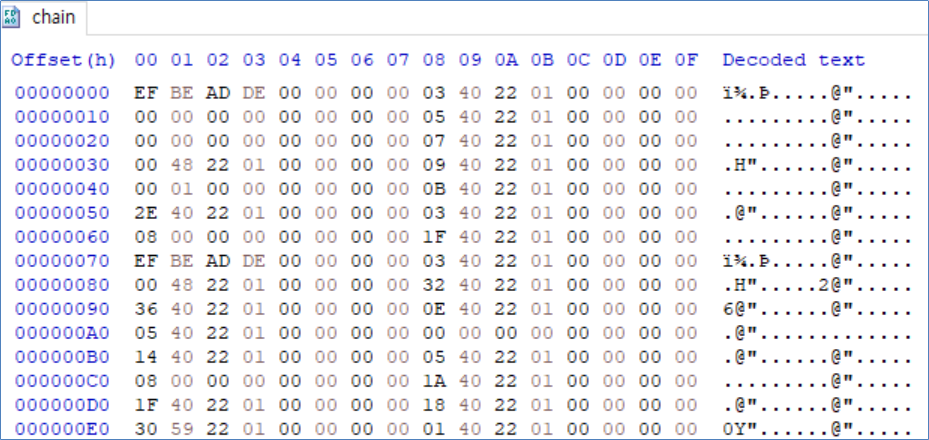 chain
Offset(h) 00 01 02 03 04 05 06 07 08 09 0A 0B 0C 0D 0E 0F Decoded text
00000000 EF BE AD DE 00 00 00 00 03 40 22 01 00 00 00 00 ï¾.Þ.....@".....
00000010 00 00 00 00 00 00 00 00 05 40 22 01 00 00 00 00 .........@".....
00000020 00 00 00 00 00 00 00 00 07 40 22 01 00 00 00 00 .........@".....
00000030 00 48 22 01 00 00 00 00 09 40 22 01 00 00 00 00 .H"......@".....
00000040 00 01 00 00 00 00 00 00 0B 40 22 01 00 00 00 00 .........@".....
00000050 2E 40 22 01 00 00 00 00 03 40 22 01 00 00 00 00 .@"......@".....
00000060 08 00 00 00 00 00 00 00 1F 40 22 01 00 00 00 00 .........@".....
00000070 EF BE AD DE 00 00 00 00 03 40 22 01 00 00 00 00 ï¾.Þ.....@".....
00000080 00 48 22 01 00 00 00 00 32 40 22 01 00 00 00 00 .H".....2@".....
00000090 36 40 22 01 00 00 00 00 0E 40 22 01 00 00 00 00 6@"......@".....
000000A0 05 40 22 01 00 00 00 00 00 00 00 00 00 00 00 00 .@".............
000000B0 14 40 22 01 00 00 00 00 05 40 22 01 00 00 00 00 .@"......@".....
000000C0 08 00 00 00 00 00 00 00 1A 40 22 01 00 00 00 00 .........@".....
000000D0 1F 40 22 01 00 00 00 00 18 40 22 01 00 00 00 00 .@"......@".....
000000E0 30 59 22 01 00 00 00 00 01 40 22 01 00 00 00 00 0Y"......@".....